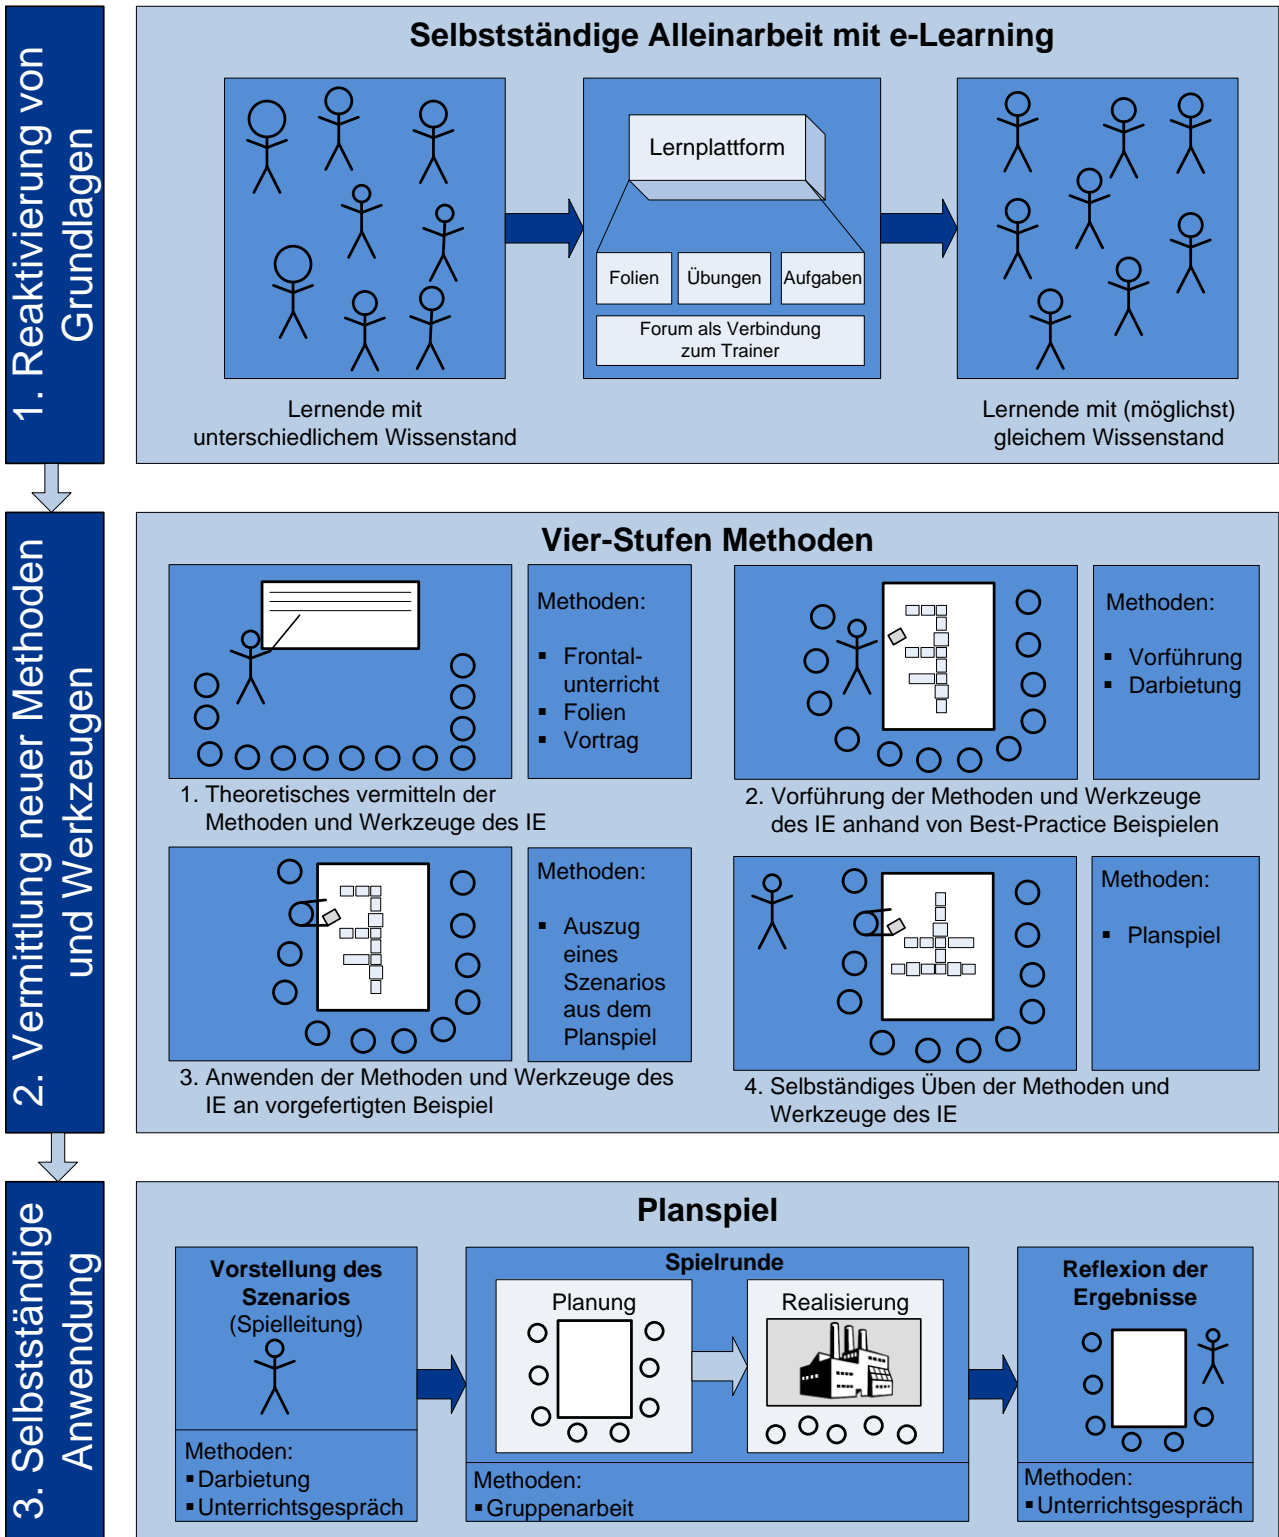 1. Reaktivierung von
Grundlagen
Selbstständige Alleinarbeit mit e-Learning
Lernplattform
Folien
Übungen
Aufgaben
Forum als Verbindung
zum Trainer
Lernende mit
unterschiedlichem Wissenstand
Lernende mit (möglichst)
gleichem Wissenstand
2. Vermittlung neuer Methoden
und Werkzeugen
Vier-Stufen Methoden
Methoden:
▪ Frontal-
unterricht
▪ Folien
▪ Vortrag
1. Theoretisches vermitteln der
Methoden und Werkzeuge des IE
Methoden:
▪ Vorführung
▪ Darbietung
2. Vorführung der Methoden und Werkzeuge
des IE anhand von Best-Practice Beispielen
Methoden:
▪ Auszug
eines
Szenarios
aus dem
Planspiel
3. Anwenden der Methoden und Werkzeuge des
IE an vorgefertigten Beispiel
Methoden:
▪ Planspiel
4. Selbständiges Üben der Methoden und
Werkzeuge des IE
3. Selbstständige
Anwendung
Planspiel
Vorstellung des
Szenarios
(Spielleitung)
Methoden:
▪ Darbietung
▪ Unterrichtsgespräch
Spielrunde
Planung
Realisierung
Methoden:
▪ Gruppenarbeit
Reflexion der
Ergebnisse
Methoden:
▪ Unterrichtsgespräch